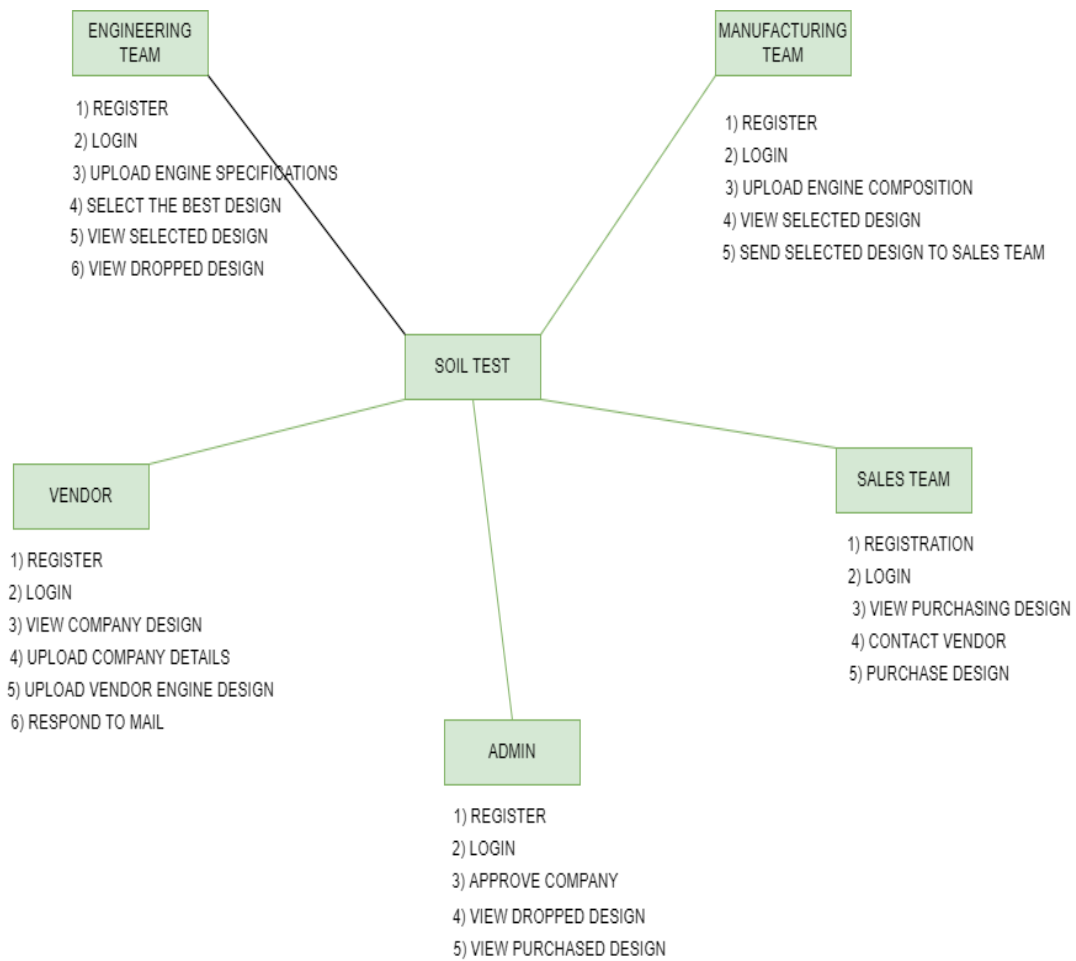 ENGINEERING
TEAM
1) REGISTER
2) LOGIN
3) UPLOAD ENGINE SPECIFICATIONS
4) SELECT THE BEST DESIGN
5) VIEW SELECTED DESIGN
6) VIEW DROPPED DESIGN
MANUFACTURING
TEAM
1) REGISTER
2) LOGIN
3) UPLOAD ENGINE COMPOSITION
4) VIEW SELECTED DESIGN
5) SEND SELECTED DESIGN TO SALES TEAM
SOIL TEST
VENDOR
1) REGISTER
2) LOGIN
3) VIEW COMPANY DESIGN
4) UPLOAD COMPANY DETAILS
5) UPLOAD VENDOR ENGINE DESIGN
6) RESPOND TO MAIL
SALES TEAM
1) REGISTRATION
2) LOGIN
3) VIEW PURCHASING DESIGN
4) CONTACT VENDOR
5) PURCHASE DESIGN
ADMIN
1) REGISTER
2) LOGIN
3) APPROVE COMPANY
4) VIEW DROPPED DESIGN
5) VIEW PURCHASED DESIGN